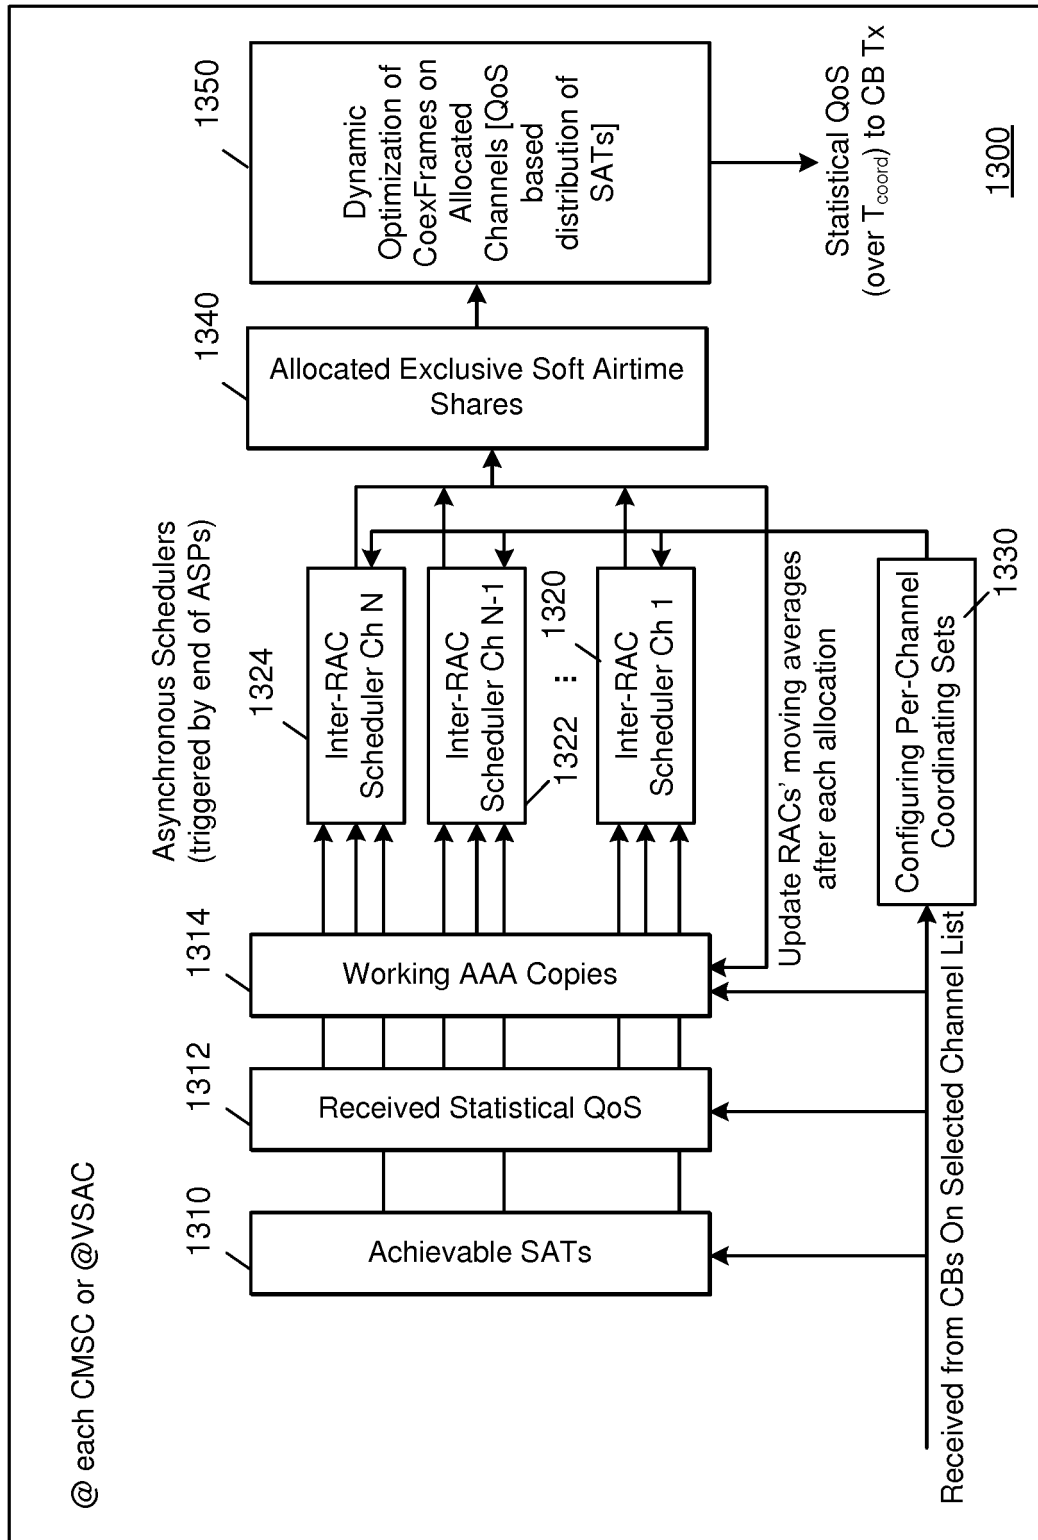 @ each CMSC or @VSAC
1310
Achievable SATs
1312
Received Statistical QoS
1314
Working AAA Copies
Asynchronous Schedulers
(triggered by end of ASPs)
1324
Inter-RAC
Scheduler Ch N
Inter-RAC
Scheduler Ch N-1
1322
...
1320
Inter-RAC
Scheduler Ch 1
Update RACs' moving averages
after each allocation
Received from CBs On Selected Channel List
Configuring Per-Channel
Coordinating Sets
1330
1340
Allocated Exclusive Soft Airtime
Shares
1350
Dynamic
Optimization of
CoexFrames on
Allocated
Channels [QoS
based
distribution of
SATs]
Statistical QoS
(over Tcoord) to CB Tx
1300